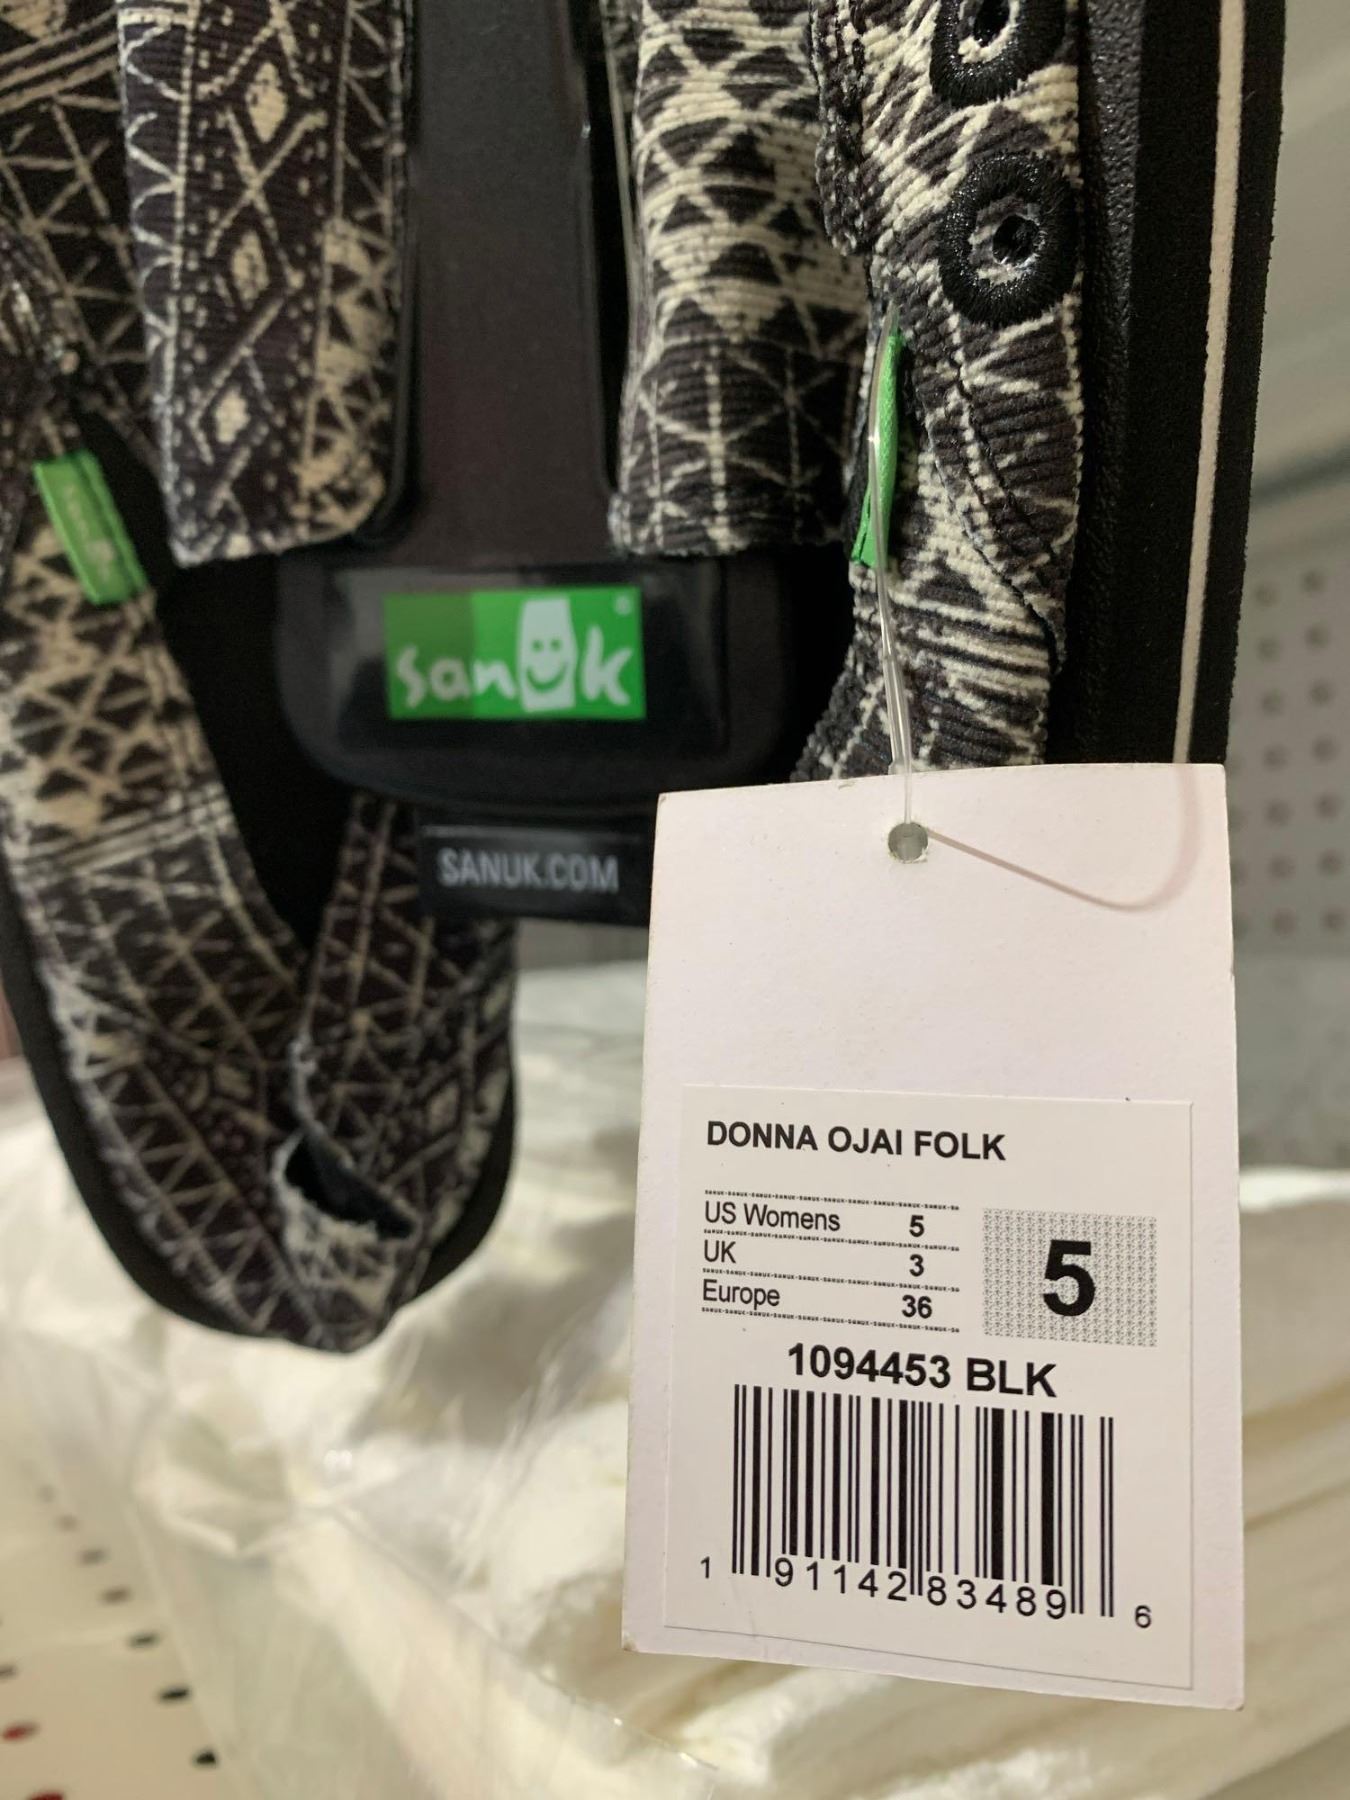 sanuk
SANUK.COM
DONNA OJAI FOLK
US Womens 5
UK 3
Europe 36
5
1094453 BLK
1 91142 83489 6